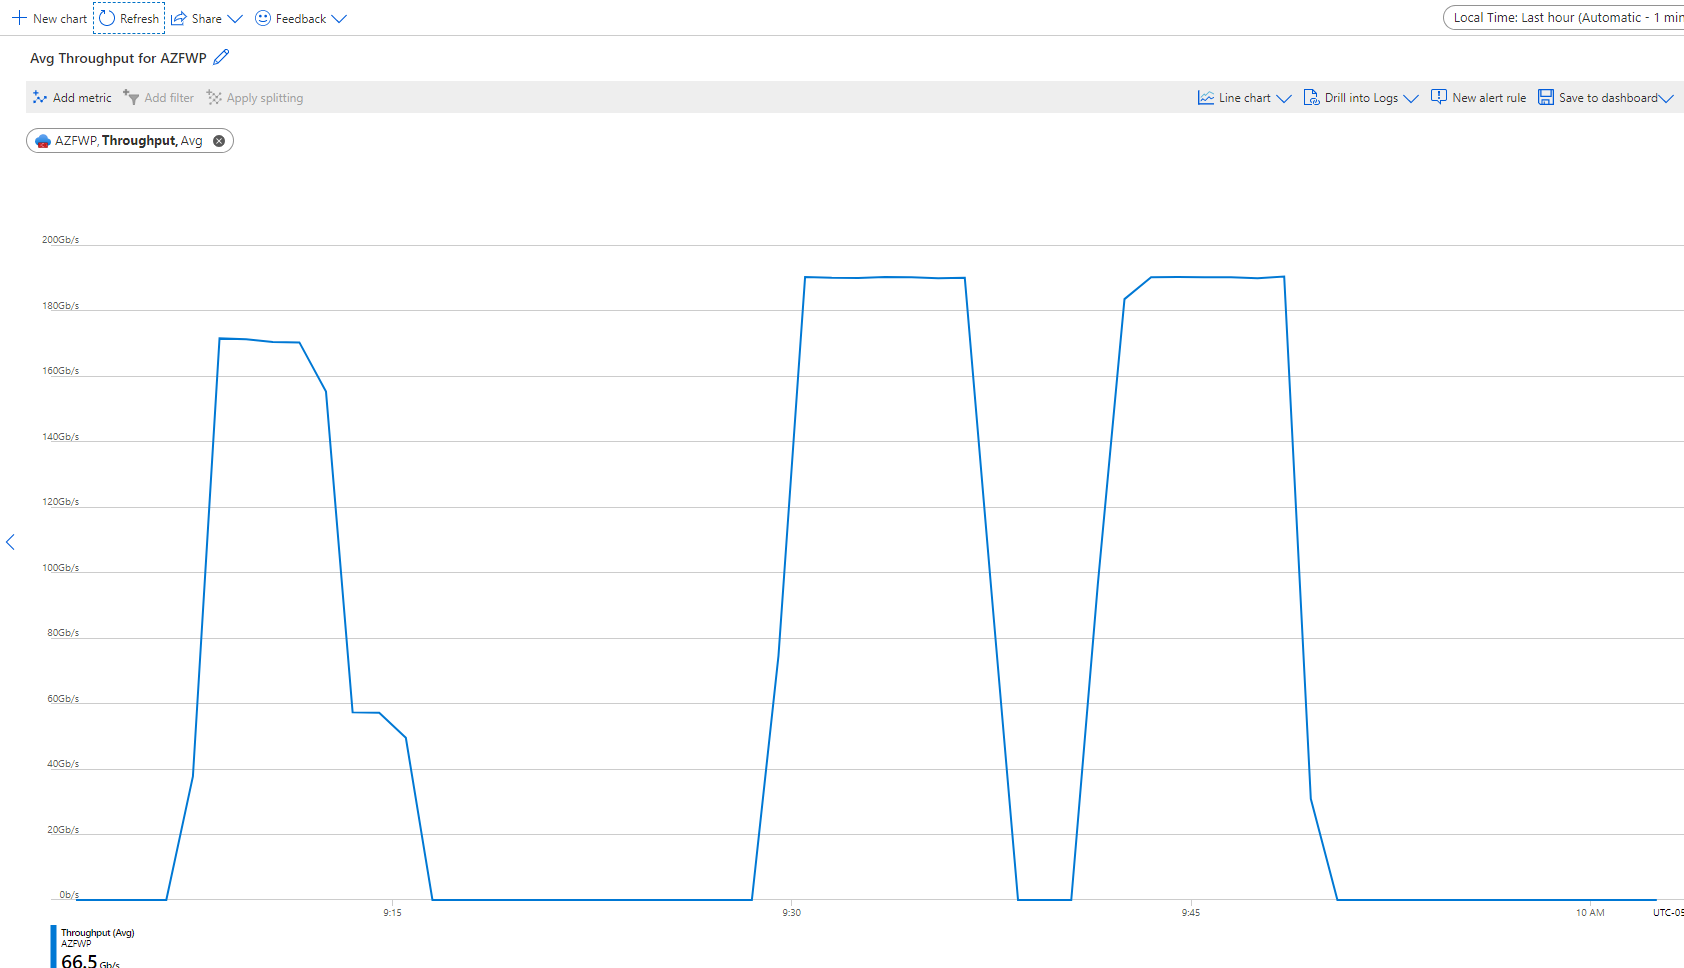 New chart Refresh Share Feedback Local Time: Last hour (Automatic - 1 min
Avg Throughput for AZFWP
Add metric Add filter Apply splitting Line chart Drill into Logs New alert rule Save to dashboard
AZFWP, Throughput, Avg
200Gb/s
180Gb/s
160Gb/s
140Gb/s
120Gb/s
100Gb/s
80Gb/s
60Gb/s
40Gb/s
20Gb/s
0b/s
9:15 9:30 9:45 10 AM UTC-05
Throughput (Avg)
AZFWP
66.5 Gb/s